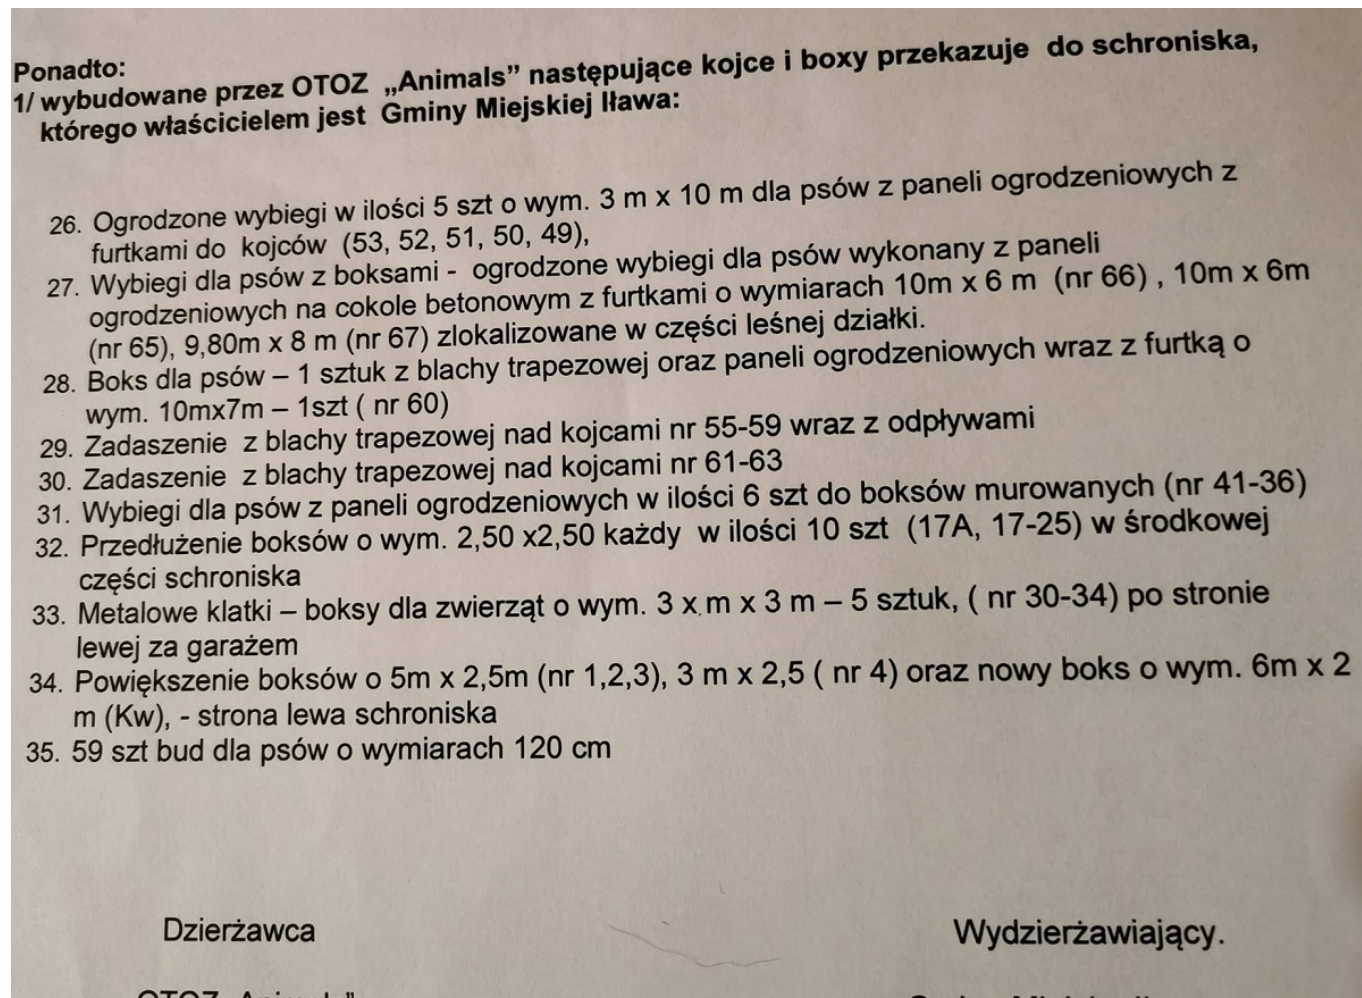 Ponadto:
1/ wybudowane przez OTOZ „Animals” następujące kojce i boxy przekazuje do schroniska,
którego właścicielem jest Gminy Miejskiej Iława:
26. Ogrodzone wybiegi w ilości 5 szt o wym. 3 m x 10 m dla psów z paneli ogrodzeniowych z
furtkami do kojców (53, 52, 51, 50, 49),
27. Wybiegi dla psów z boksami - ogrodzone wybiegi dla psów wykonany z paneli
ogrodzeniowych na cokole betonowym z furtkami o wymiarach 10m x 6 m (nr 66) , 10m x 6m
(nr 65), 9,80m x 8 m (nr 67) zlokalizowane w części leśnej działki.
28. Boks dla psów – 1 sztuk z blachy trapezowej oraz paneli ogrodzeniowych wraz z furtką o
wym. 10mx7m – 1szt ( nr 60)
29. Zadaszenie z blachy trapezowej nad kojcami nr 55-59 wraz z odpływami
30. Zadaszenie z blachy trapezowej nad kojcami nr 61-63
31. Wybiegi dla psów z paneli ogrodzeniowych w ilości 6 szt do boksów murowanych (nr 41-36)
32. Przedłużenie boksów o wym. 2,50 x2,50 każdy w ilości 10 szt (17A, 17-25) w środkowej
części schroniska
33. Metalowe klatki – boksy dla zwierząt o wym. 3 x m x 3 m – 5 sztuk, ( nr 30-34) po stronie
lewej za garażem
34. Powiększenie boksów o 5m x 2,5m (nr 1,2,3), 3 m x 2,5 ( nr 4) oraz nowy boks o wym. 6m x 2
m (Kw), - strona lewa schroniska
35. 59 szt bud dla psów o wymiarach 120 cm
Dzierżawca Wydzierżawiający.
OTOZ „Animals”